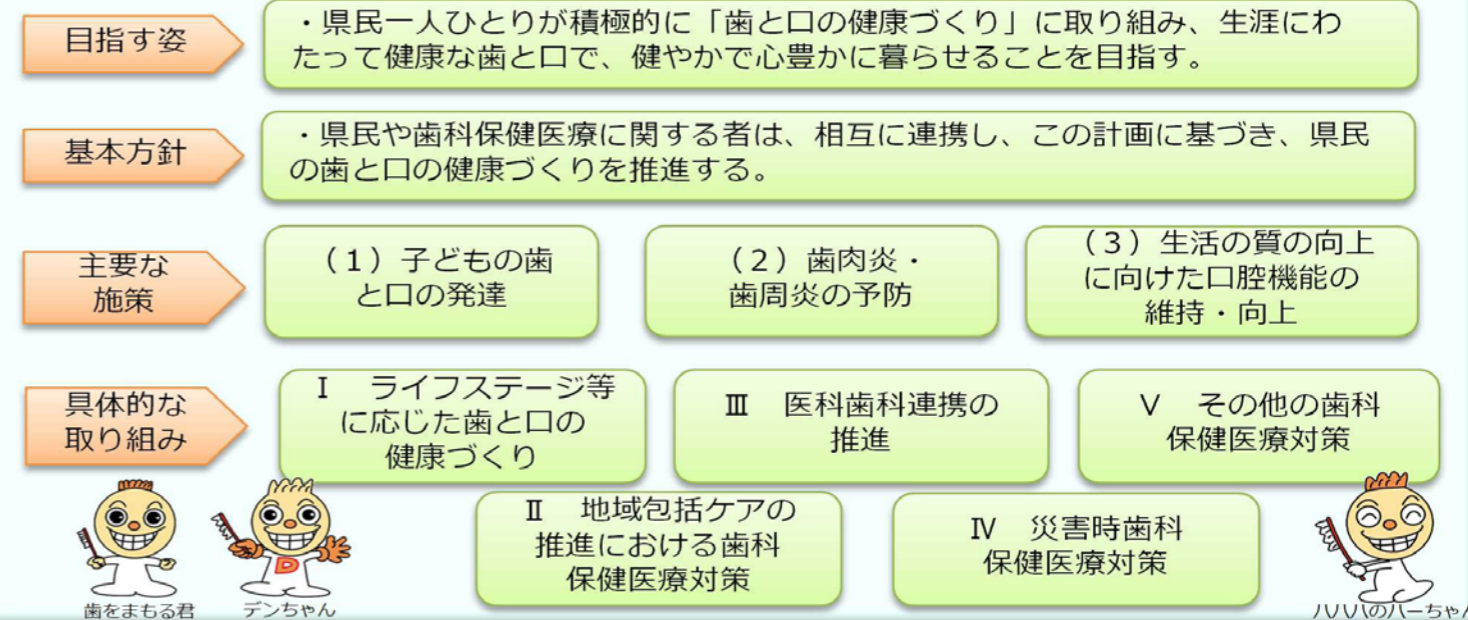 目指す姿
・県民一人ひとりが積極的に「歯と口の健康づくり」に取り組み、生涯にわ
たって健康な歯と口で、健やかで心豊かに暮らせることを目指す。
基本方針
・県民や歯科保健医療に関する者は、相互に連携し、この計画に基づき、県民
の歯と口の健康づくりを推進する。
主要な
施策
（１）子どもの歯
と口の発達
（２）歯肉炎・
歯周炎の予防
（３）生活の質の向上
に向けた口腔機能の
維持・向上
具体的な
取り組み
Ⅰ　ライフステージ等
に応じた歯と口の
健康づくり
Ⅲ　医科歯科連携の
推進
Ⅴ　その他の歯科
保健医療対策
Ⅱ　地域包括ケアの
推進における歯科
保健医療対策
Ⅳ　災害時歯科
保健医療対策
D
歯をまもる君
デンちゃん
ハハハのハーちゃん